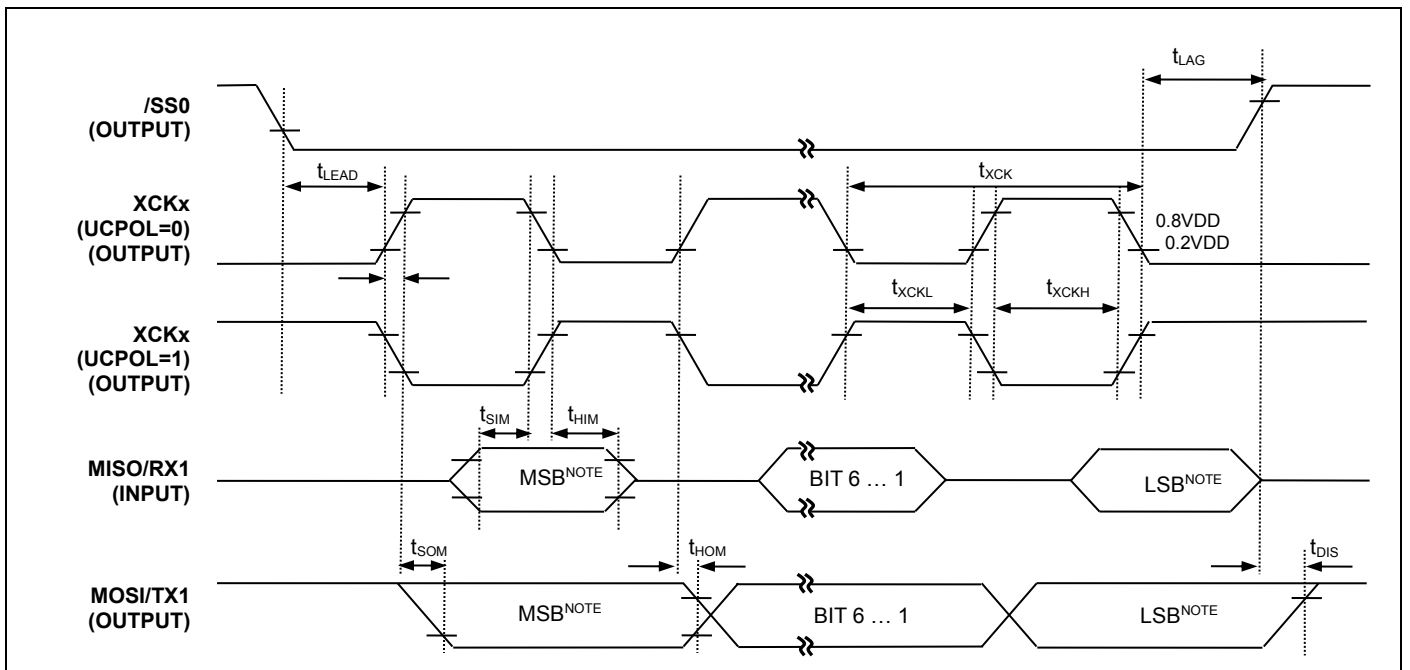 tLAG
/SS0
(OUTPUT)
tLEAD
tXCK
XCKx
(UCPOL=0)
(OUTPUT)
0.8VDD
0.2VDD
tXCKL
tXCKH
XCKx
(UCPOL=1)
(OUTPUT)
tSIM
tHIM
MISO/RX1
(INPUT)
MSBNOTE
BIT 6 … 1
LSBNOTE
tSOM
tHOM
tDIS
MOSI/TX1
(OUTPUT)
MSBNOTE
BIT 6 … 1
LSBNOTE